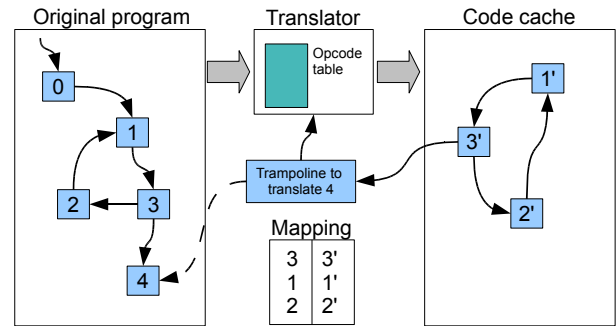 Original program
Translator
Code cache
0
1
2
3
4
Opcode
table
Trampoline to
translate 4
Mapping
3 3'
1 1'
2 2'
1'
3'
2'